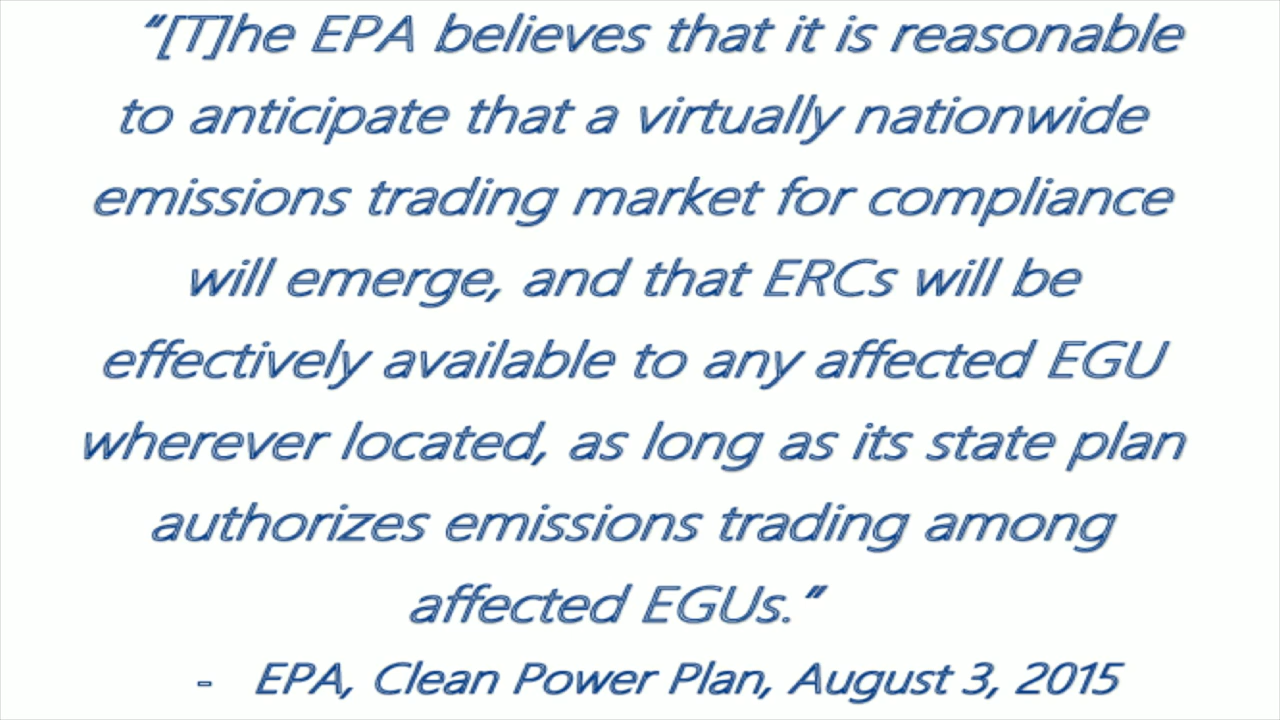 “[T]he EPA believes that it is reasonable
to anticipate that a virtually nationwide
emissions trading market for compliance
will emerge, and that ERCs will be
effectively available to any affected EGU
wherever located, as long as its state plan
authorizes emissions trading among
affected EGUs.”
- EPA, Clean Power Plan, August 3, 2015